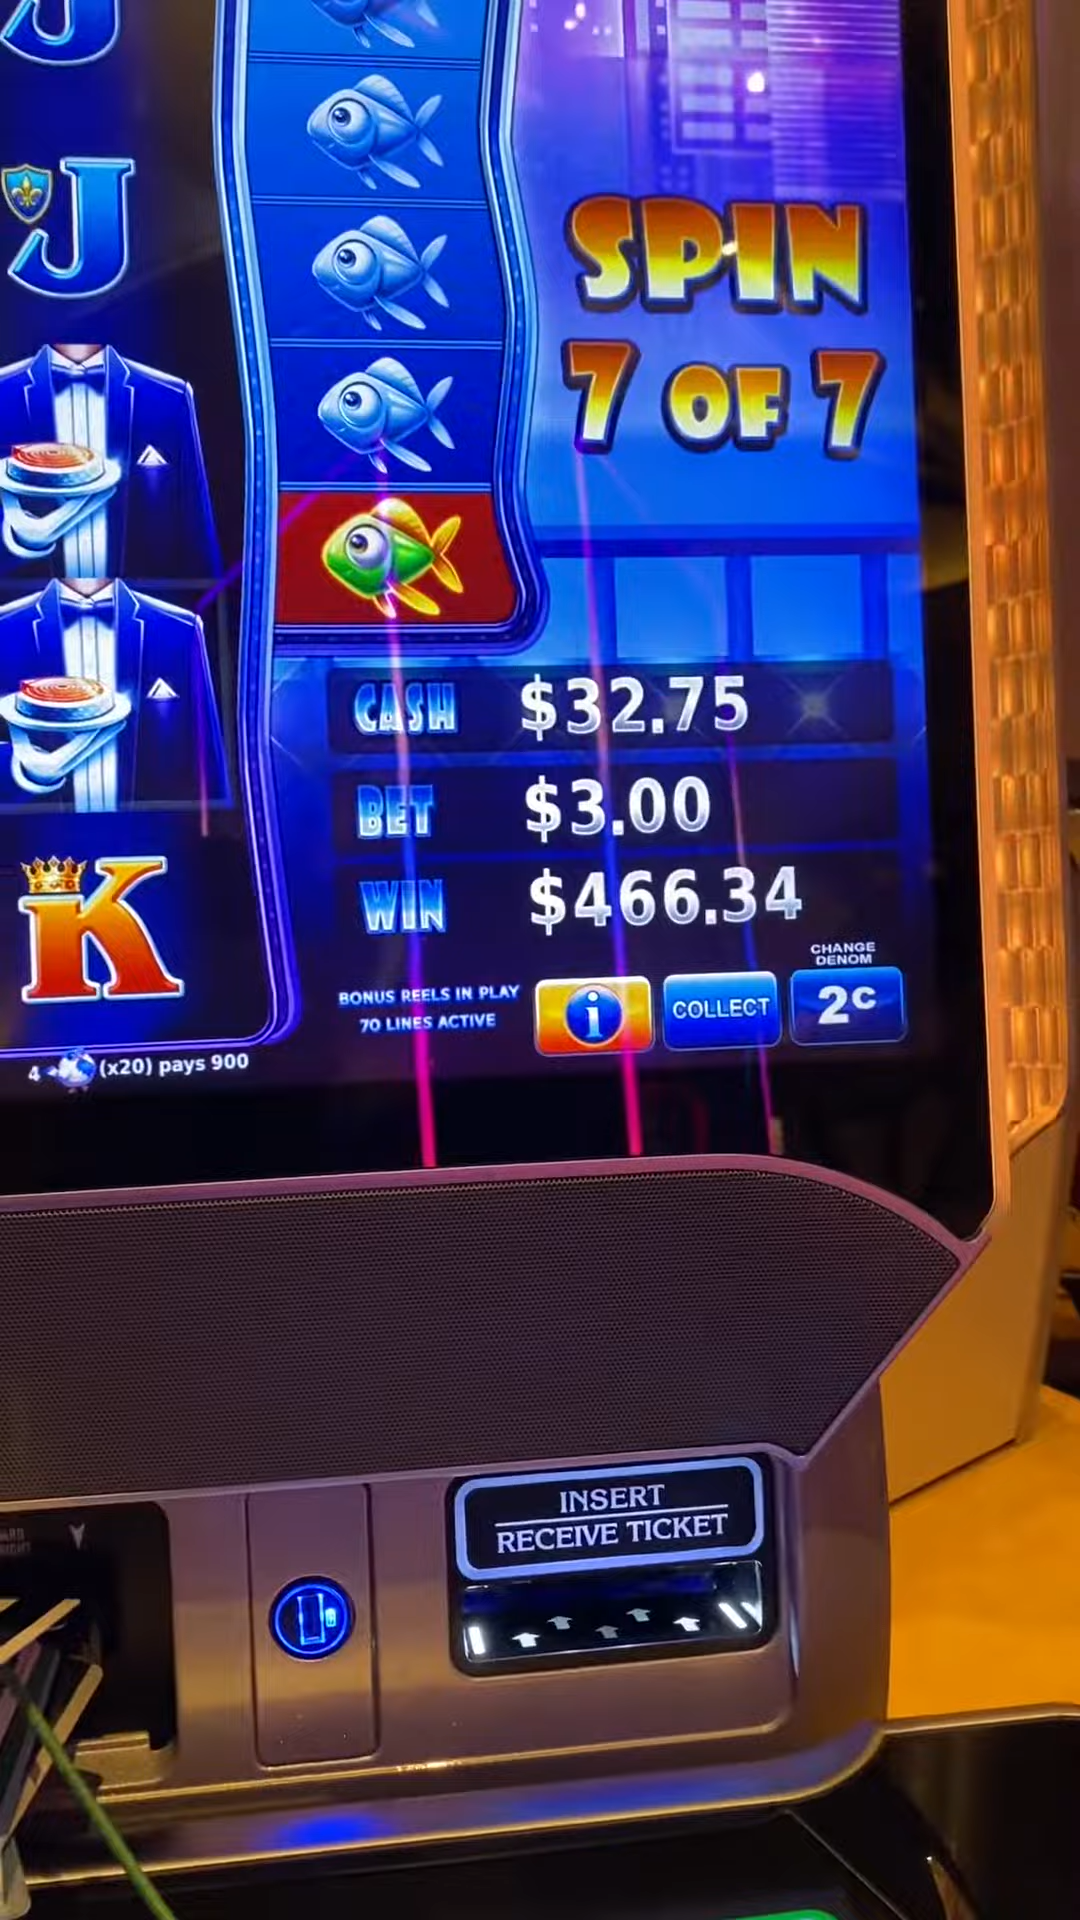 J
J
SPIN
7 OF 7
CASH $32.75
BET $3.00
WIN $466.34
K
CHANGE
DENOM
BONUS REELS IN PLAY
70 LINES ACTIVE
i
COLLECT
2¢
4 (x20) pays 900
INSERT
RECEIVE TICKET